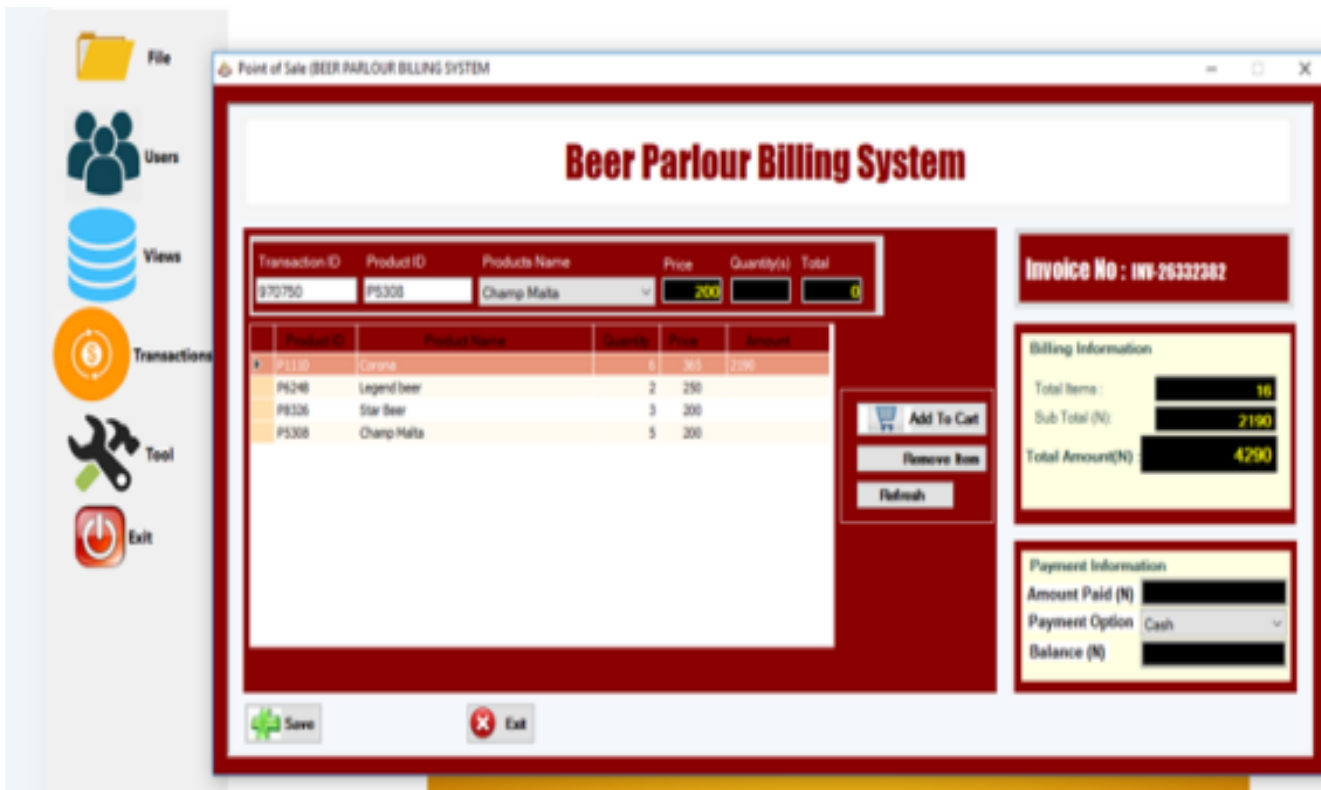 File
Users
Views
Transactions
Tool
Exit
Point of Sale (BEER PARLOUR BILLING SYSTEM
Beer Parlour Billing System
Transaction ID Product ID Products Name Price Quantity(s) Total
970750 P5308 Champ Malta 200 0
Product ID Product Name Quantity Price Amount
P1110 Corona 6 365 2190
P6248 Legend beer 2 250
P8326 Star Beer 3 200
P5308 Champ Malta 5 200
Add To Cart
Remove Item
Refresh
Save
Exit
Invoice No : INV-26332382
Billing Information
Total Items : 16
Sub Total (N): 2190
Total Amount(N) : 4290
Payment Information
Amount Paid (N)
Payment Option Cash
Balance (N)